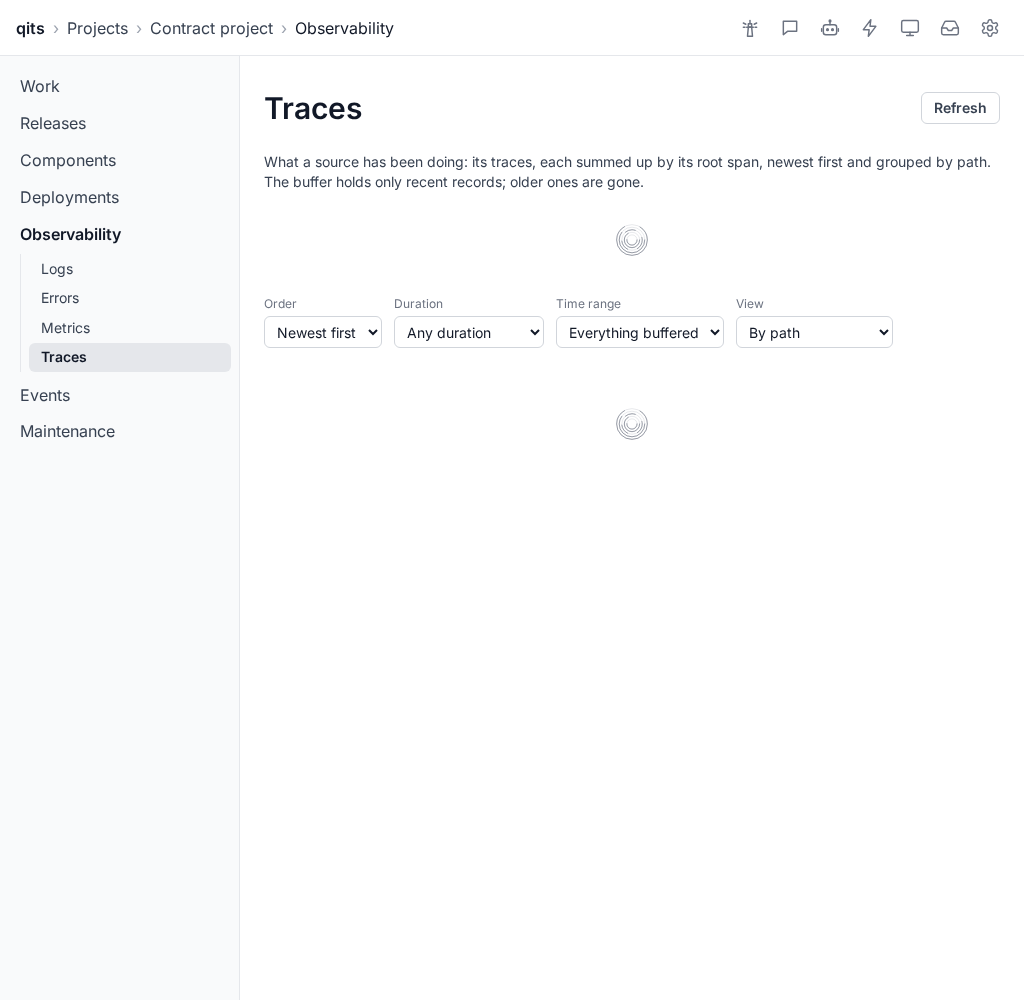 qits › Projects › Contract project › Observability
Work
Releases
Components
Deployments
Observability
Logs
Errors
Metrics
Traces
Events
Maintenance
Traces
Refresh
What a source has been doing: its traces, each summed up by its root span, newest first and grouped by path.
The buffer holds only recent records; older ones are gone.
Order Duration Time range View
Newest first Any duration Everything buffered By path